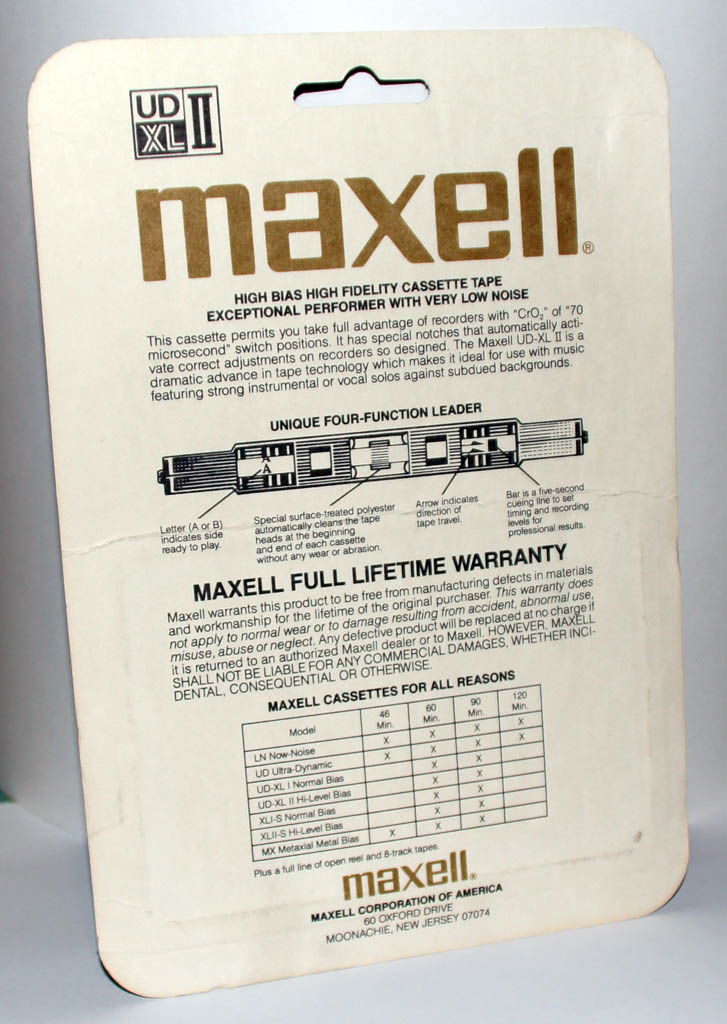 UD
XL II
maxell®
HIGH BIAS HIGH FIDELITY CASSETTE TAPE
EXCEPTIONAL PERFORMER WITH VERY LOW NOISE
This cassette permits you take full advantage of recorders with "CrO₂" of "70
microsecond" switch positions. It has special notches that automatically acti-
vate correct adjustments on recorders so designed. The Maxell UD-XL II is a
dramatic advance in tape technology which makes it ideal for use with music
featuring strong instrumental or vocal solos against subdued backgrounds.
UNIQUE FOUR-FUNCTION LEADER
A
A
Letter (A or B)
indicates side
ready to play.
Special surface-treated polyester
automatically cleans the tape
heads at the beginning
and end of each cassette
without any wear or abrasion.
Arrow indicates
direction of
tape travel.
Bar is a five-second
cueing line to set
timing and recording
levels for
professional results.
MAXELL FULL LIFETIME WARRANTY
Maxell warrants this product to be free from manufacturing defects in materials
and workmanship for the lifetime of the original purchaser. This warranty does
not apply to normal wear or to damage resulting from accident, abnormal use,
misuse, abuse or neglect. Any defective product will be replaced at no charge if
it is returned to an authorized Maxell dealer or to Maxell. HOWEVER, MAXELL
SHALL NOT BE LIABLE FOR ANY COMMERCIAL DAMAGES, WHETHER INCI-
DENTAL, CONSEQUENTIAL OR OTHERWISE.
MAXELL CASSETTES FOR ALL REASONS
Model 46 Min. 60 Min. 90 Min. 120 Min.
LN Now-Noise X X X X
UD Ultra-Dynamic X X X X
UD-XL I Normal Bias X X
UD-XL II Hi-Level Bias X X
XLI-S Normal Bias X X
XLII-S Hi-Level Bias X X
MX Metaxial Metal Bias X X X
Plus a full line of open reel and 8-track tapes.
maxell®
MAXELL CORPORATION OF AMERICA
60 OXFORD DRIVE
MOONACHIE, NEW JERSEY 07074